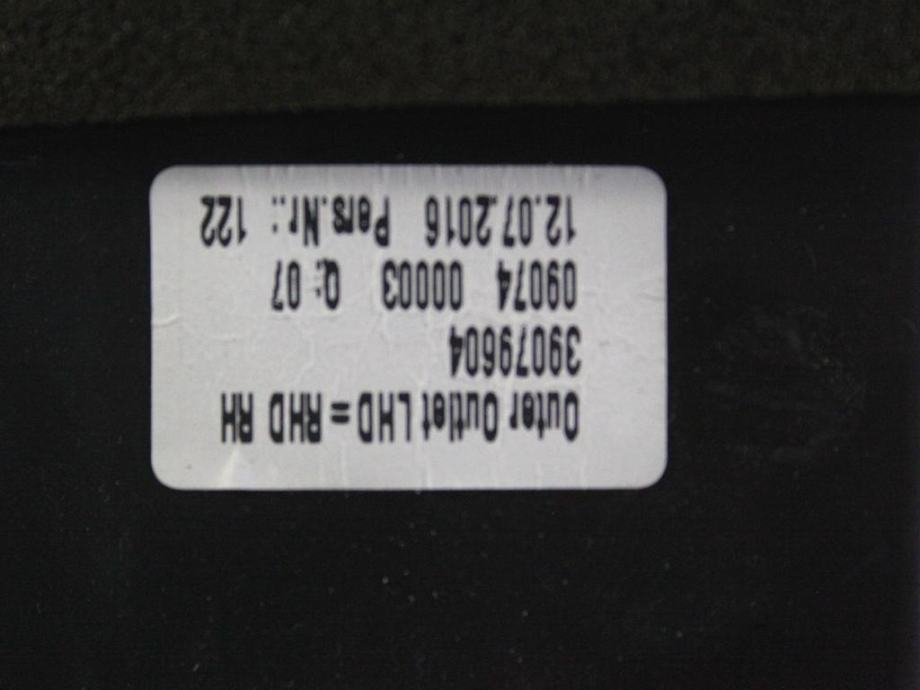 Outer Outlet LHD = RHD RH
39079604
09074 00003 Q: 07
12.07.2016 Pers.Nr.: 122